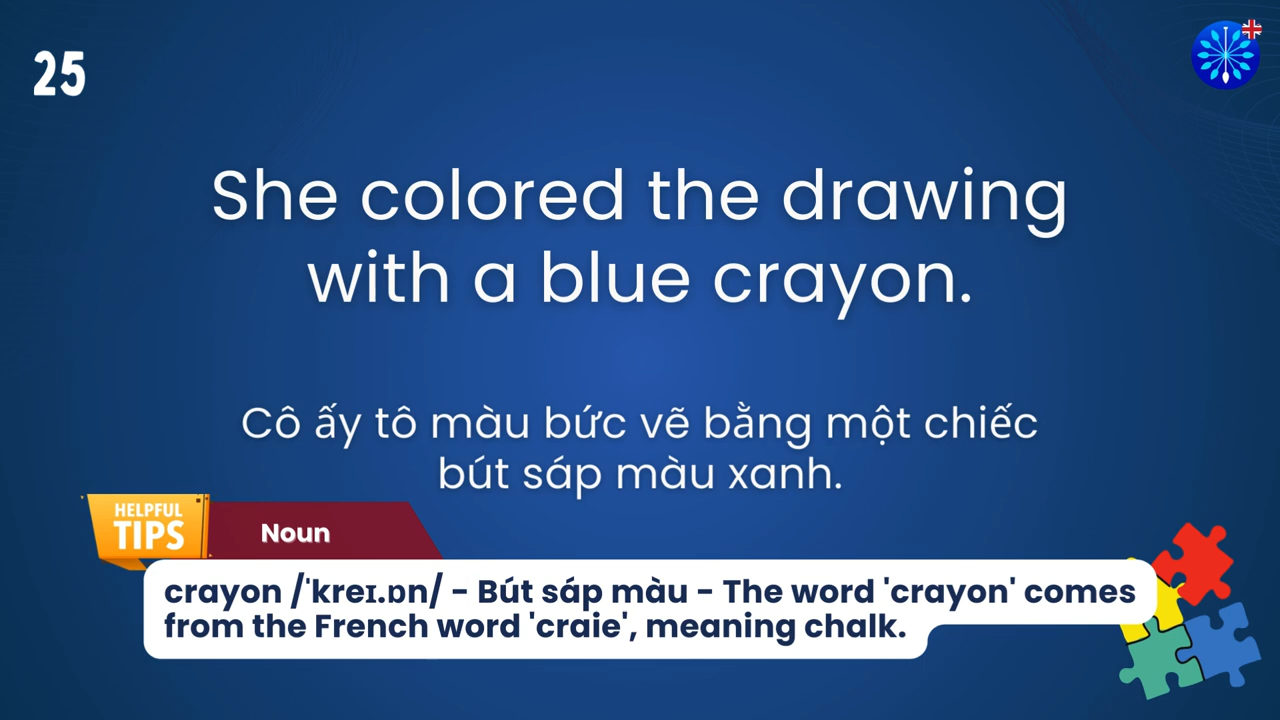 25
She colored the drawing
with a blue crayon.
Cô ấy tô màu bức vẽ bằng một chiếc
bút sáp màu xanh.
HELPFUL
TIPS
Noun
crayon /ˈkreɪ.ɒn/ - Bút sáp màu - The word 'crayon' comes
from the French word 'craie', meaning chalk.